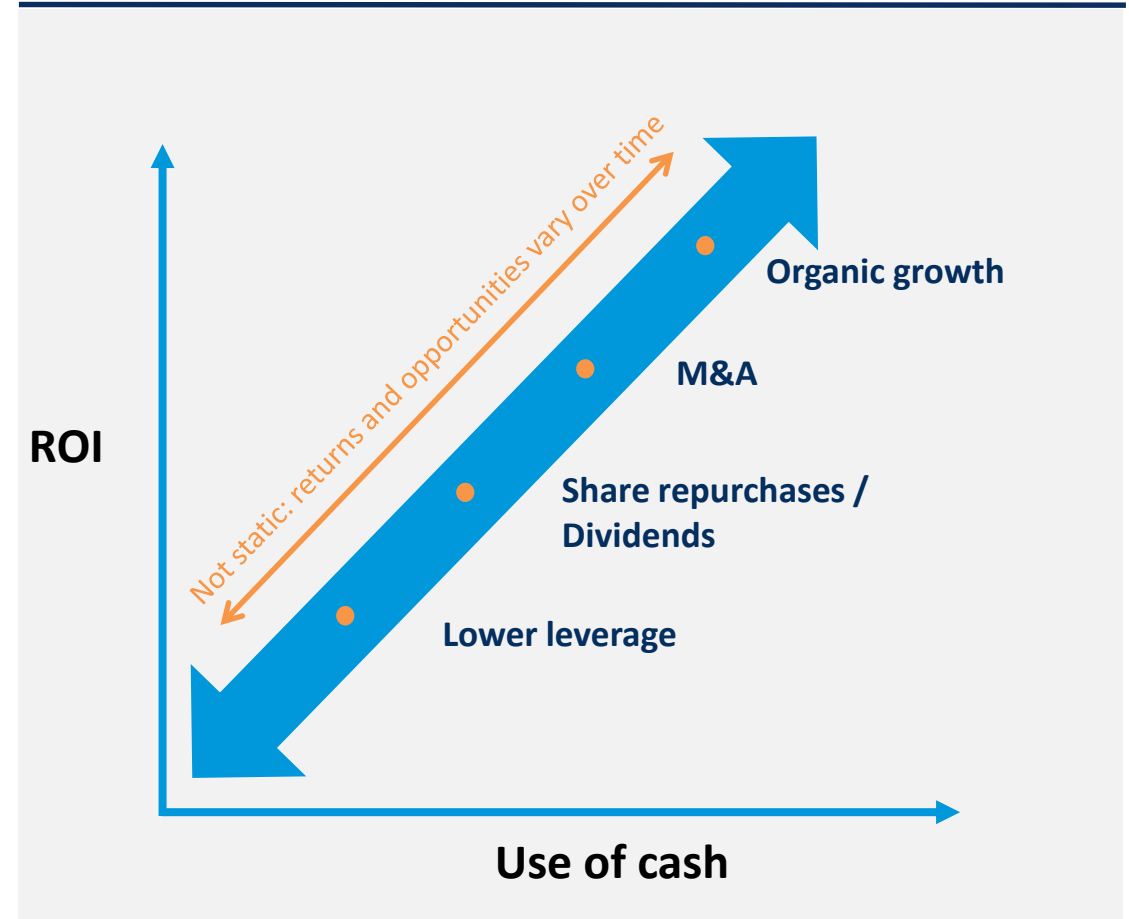 Not static: returns and opportunities vary over time
Organic growth
M&A
ROI
Share repurchases /
Dividends
Lower leverage
Use of cash